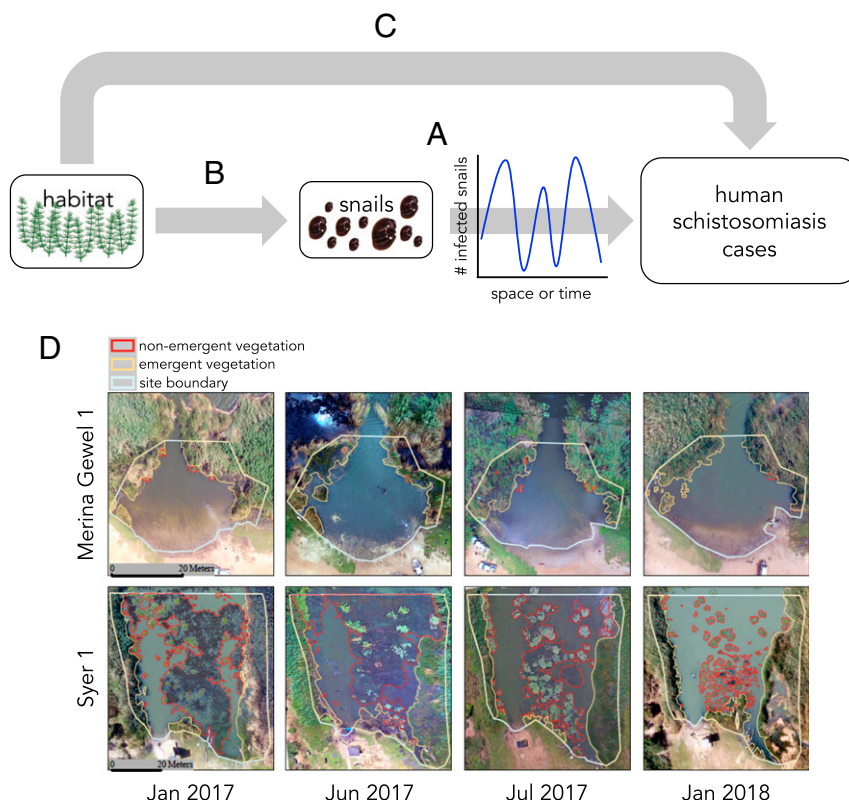 C
A
B
habitat
snails
# infected snails
space or time
human
schistosomiasis
cases
D
non-emergent vegetation
emergent vegetation
site boundary
Merina Gewel 1
0 20 Meters
Syer 1
0 20 Meters
Jan 2017
Jun 2017
Jul 2017
Jan 2018